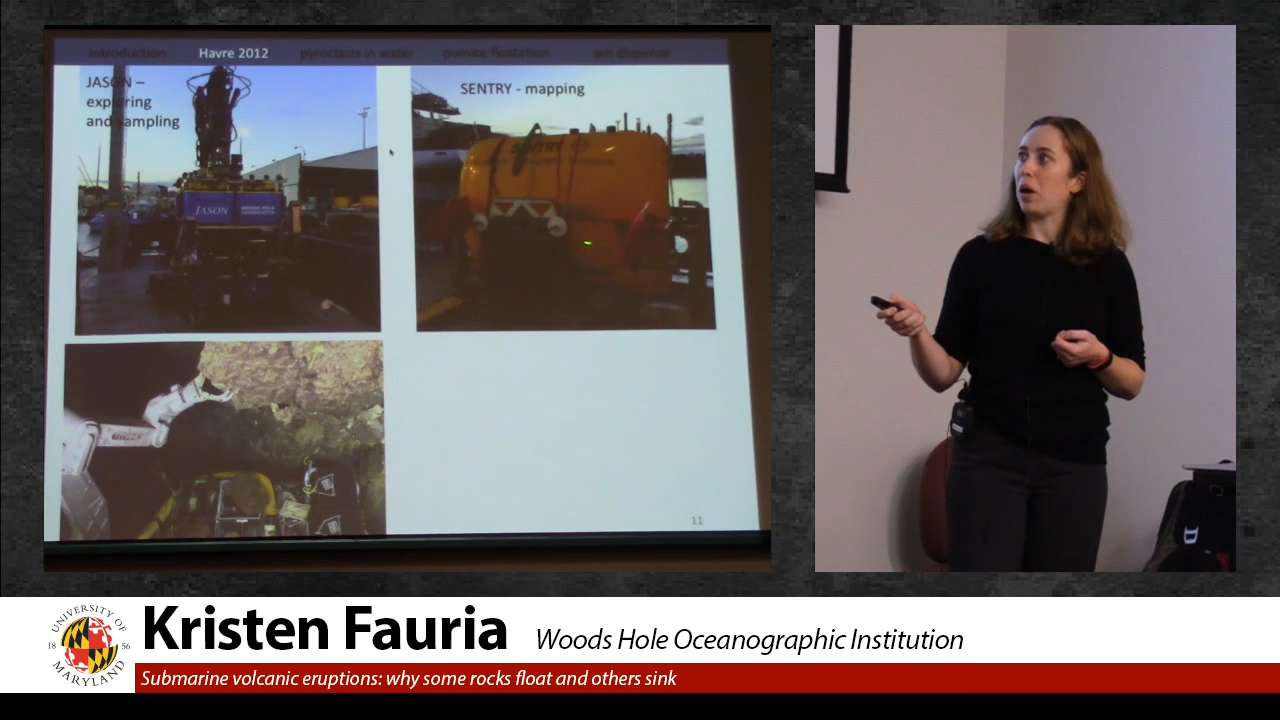 Introduction Havre 2012 pyroclasts in water pumice floatation ash dispersal
JASON –
exploring
and sampling
SENTRY - mapping
SENTRY
JASON
11
UNIVERSITY OF
18 56
MARYLAND
Kristen Fauria Woods Hole Oceanographic Institution
Submarine volcanic eruptions: why some rocks float and others sink